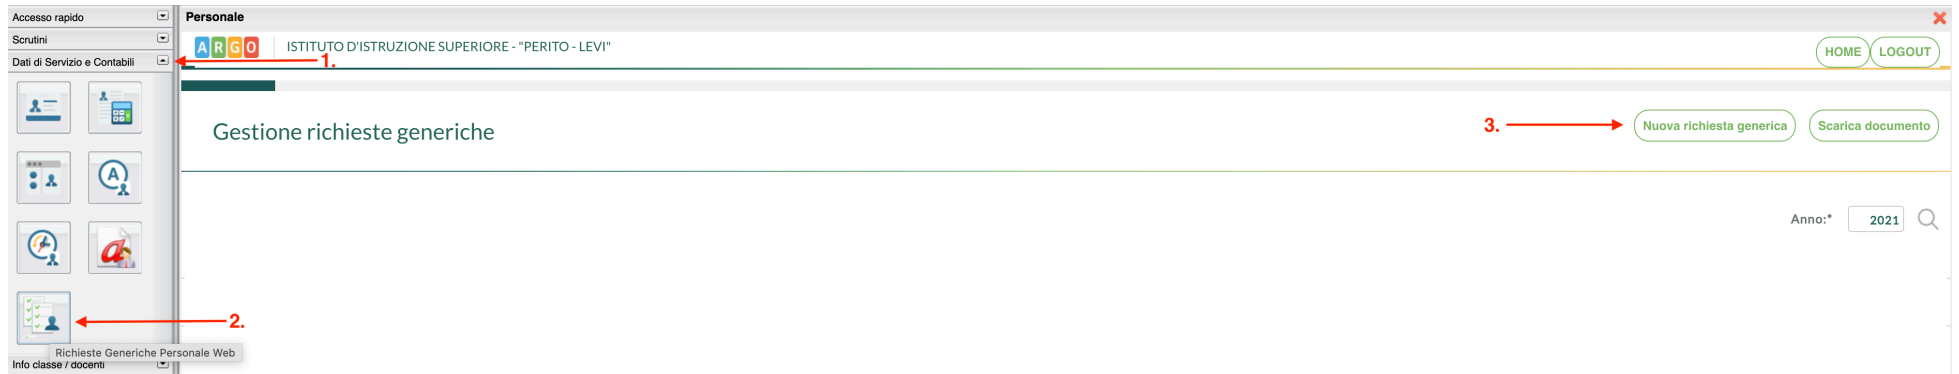 Accesso rapido
Scrutini
Dati di Servizio e Contabili
1.
2.
Richieste Generiche Personale Web
Info classe / docenti
Personale
ARGO
ISTITUTO D'ISTRUZIONE SUPERIORE - "PERITO - LEVI"
HOME
LOGOUT
Gestione richieste generiche
3.
Nuova richiesta generica
Scarica documento
Anno:* 2021